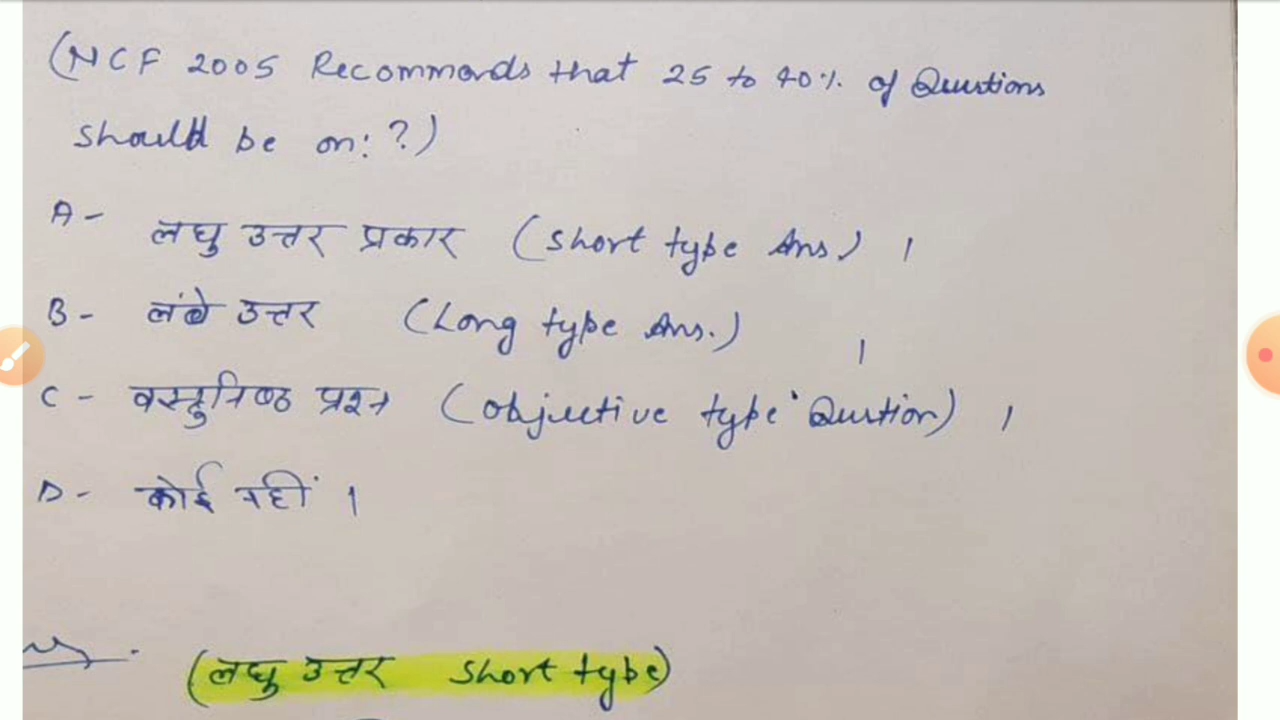 (NCF 2005 Recommends that 25 to 40% of Questions
should be on:?)
A- लघु उत्तर प्रकार (short type Ans) ।
B- लंबे उत्तर (Long type Ans.) ।
C- वस्तुनिष्ठ प्रश्न (objective type Question) ।
D- कोई नहीं ।
(लघु उत्तर short type)